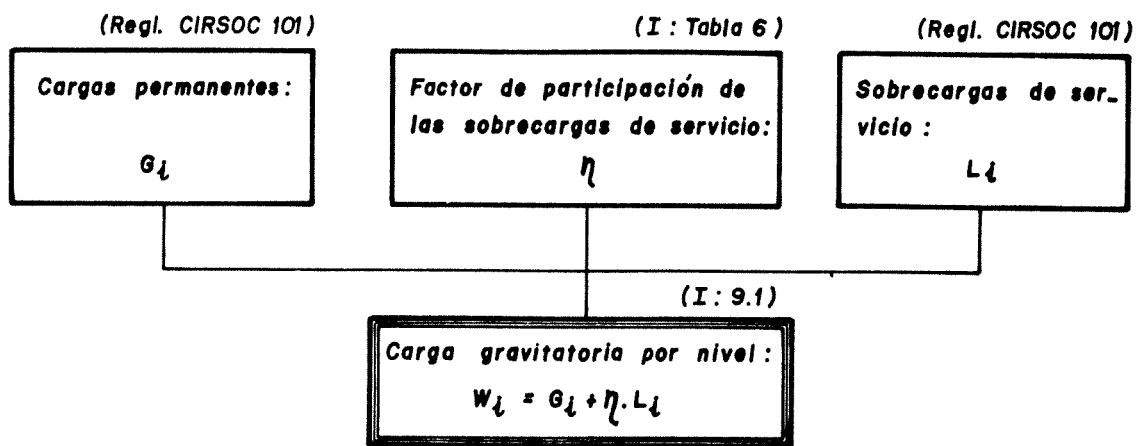 (Regl. CIRSOC 101)
Cargas permanentes:
Gi
(I : Tabla 6)
Factor de participación de
las sobrecargas de servicio:
η
(Regl. CIRSOC 101)
Sobrecargas de ser-
vicio :
Li
(I : 9.1)
Carga gravitatoria por nivel :
Wi = Gi + η. Li